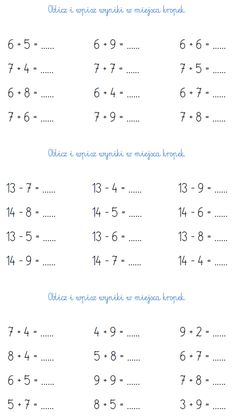 Oblicz i wpisz wyniki w miejsca kropek.
6 + 5 = ...... 6 + 9 = ...... 6 + 6 = ......
7 + 4 = ...... 7 + 7 = ...... 7 + 5 = ......
6 + 8 = ...... 6 + 4 = ...... 6 + 7 = ......
7 + 6 = ...... 7 + 9 = ...... 7 + 8 = ......
Oblicz i wpisz wyniki w miejsca kropek.
13 - 7 = ...... 13 - 4 = ...... 13 - 9 = ......
14 - 8 = ...... 14 - 5 = ...... 14 - 6 = ......
13 - 5 = ...... 13 - 6 = ...... 13 - 8 = ......
14 - 9 = ...... 14 - 7 = ...... 14 - 4 = ......
Oblicz i wpisz wyniki w miejsca kropek.
7 + 4 = ...... 4 + 9 = ...... 9 + 2 = ......
8 + 4 = ...... 5 + 8 = ...... 6 + 7 = ......
6 + 5 = ...... 9 + 9 = ...... 7 + 8 = ......
5 + 7 = ...... 8 + 5 = ...... 3 + 9 = ......